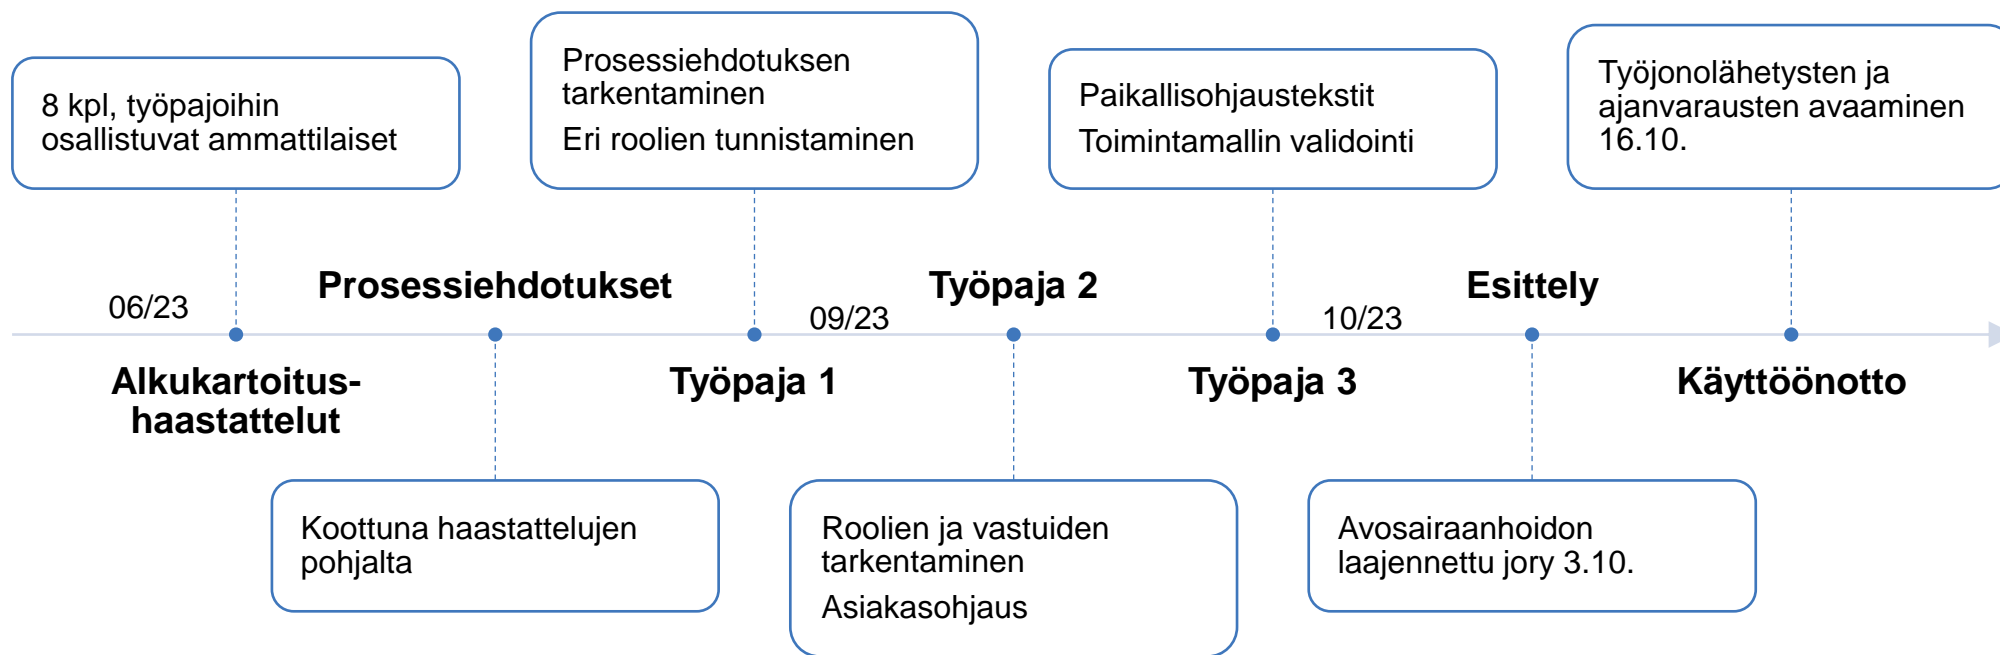 8 kpl, työpajoihin
osallistuvat ammattilaiset
Prosessiehdotuksen
tarkentaminen
Eri roolien tunnistaminen
Paikallisohjaustekstit
Toimintamallin validointi
Työjonolähetysten ja
ajanvarausten avaaminen
16.10.
Prosessiehdotukset
Työpaja 2
Esittely
06/23
09/23
10/23
Alkukartoitus-
haastattelut
Työpaja 1
Työpaja 3
Käyttöönotto
Koottuna haastattelujen
pohjalta
Roolien ja vastuiden
tarkentaminen
Asiakasohjaus
Avosairaanhoidon
laajennettu jory 3.10.